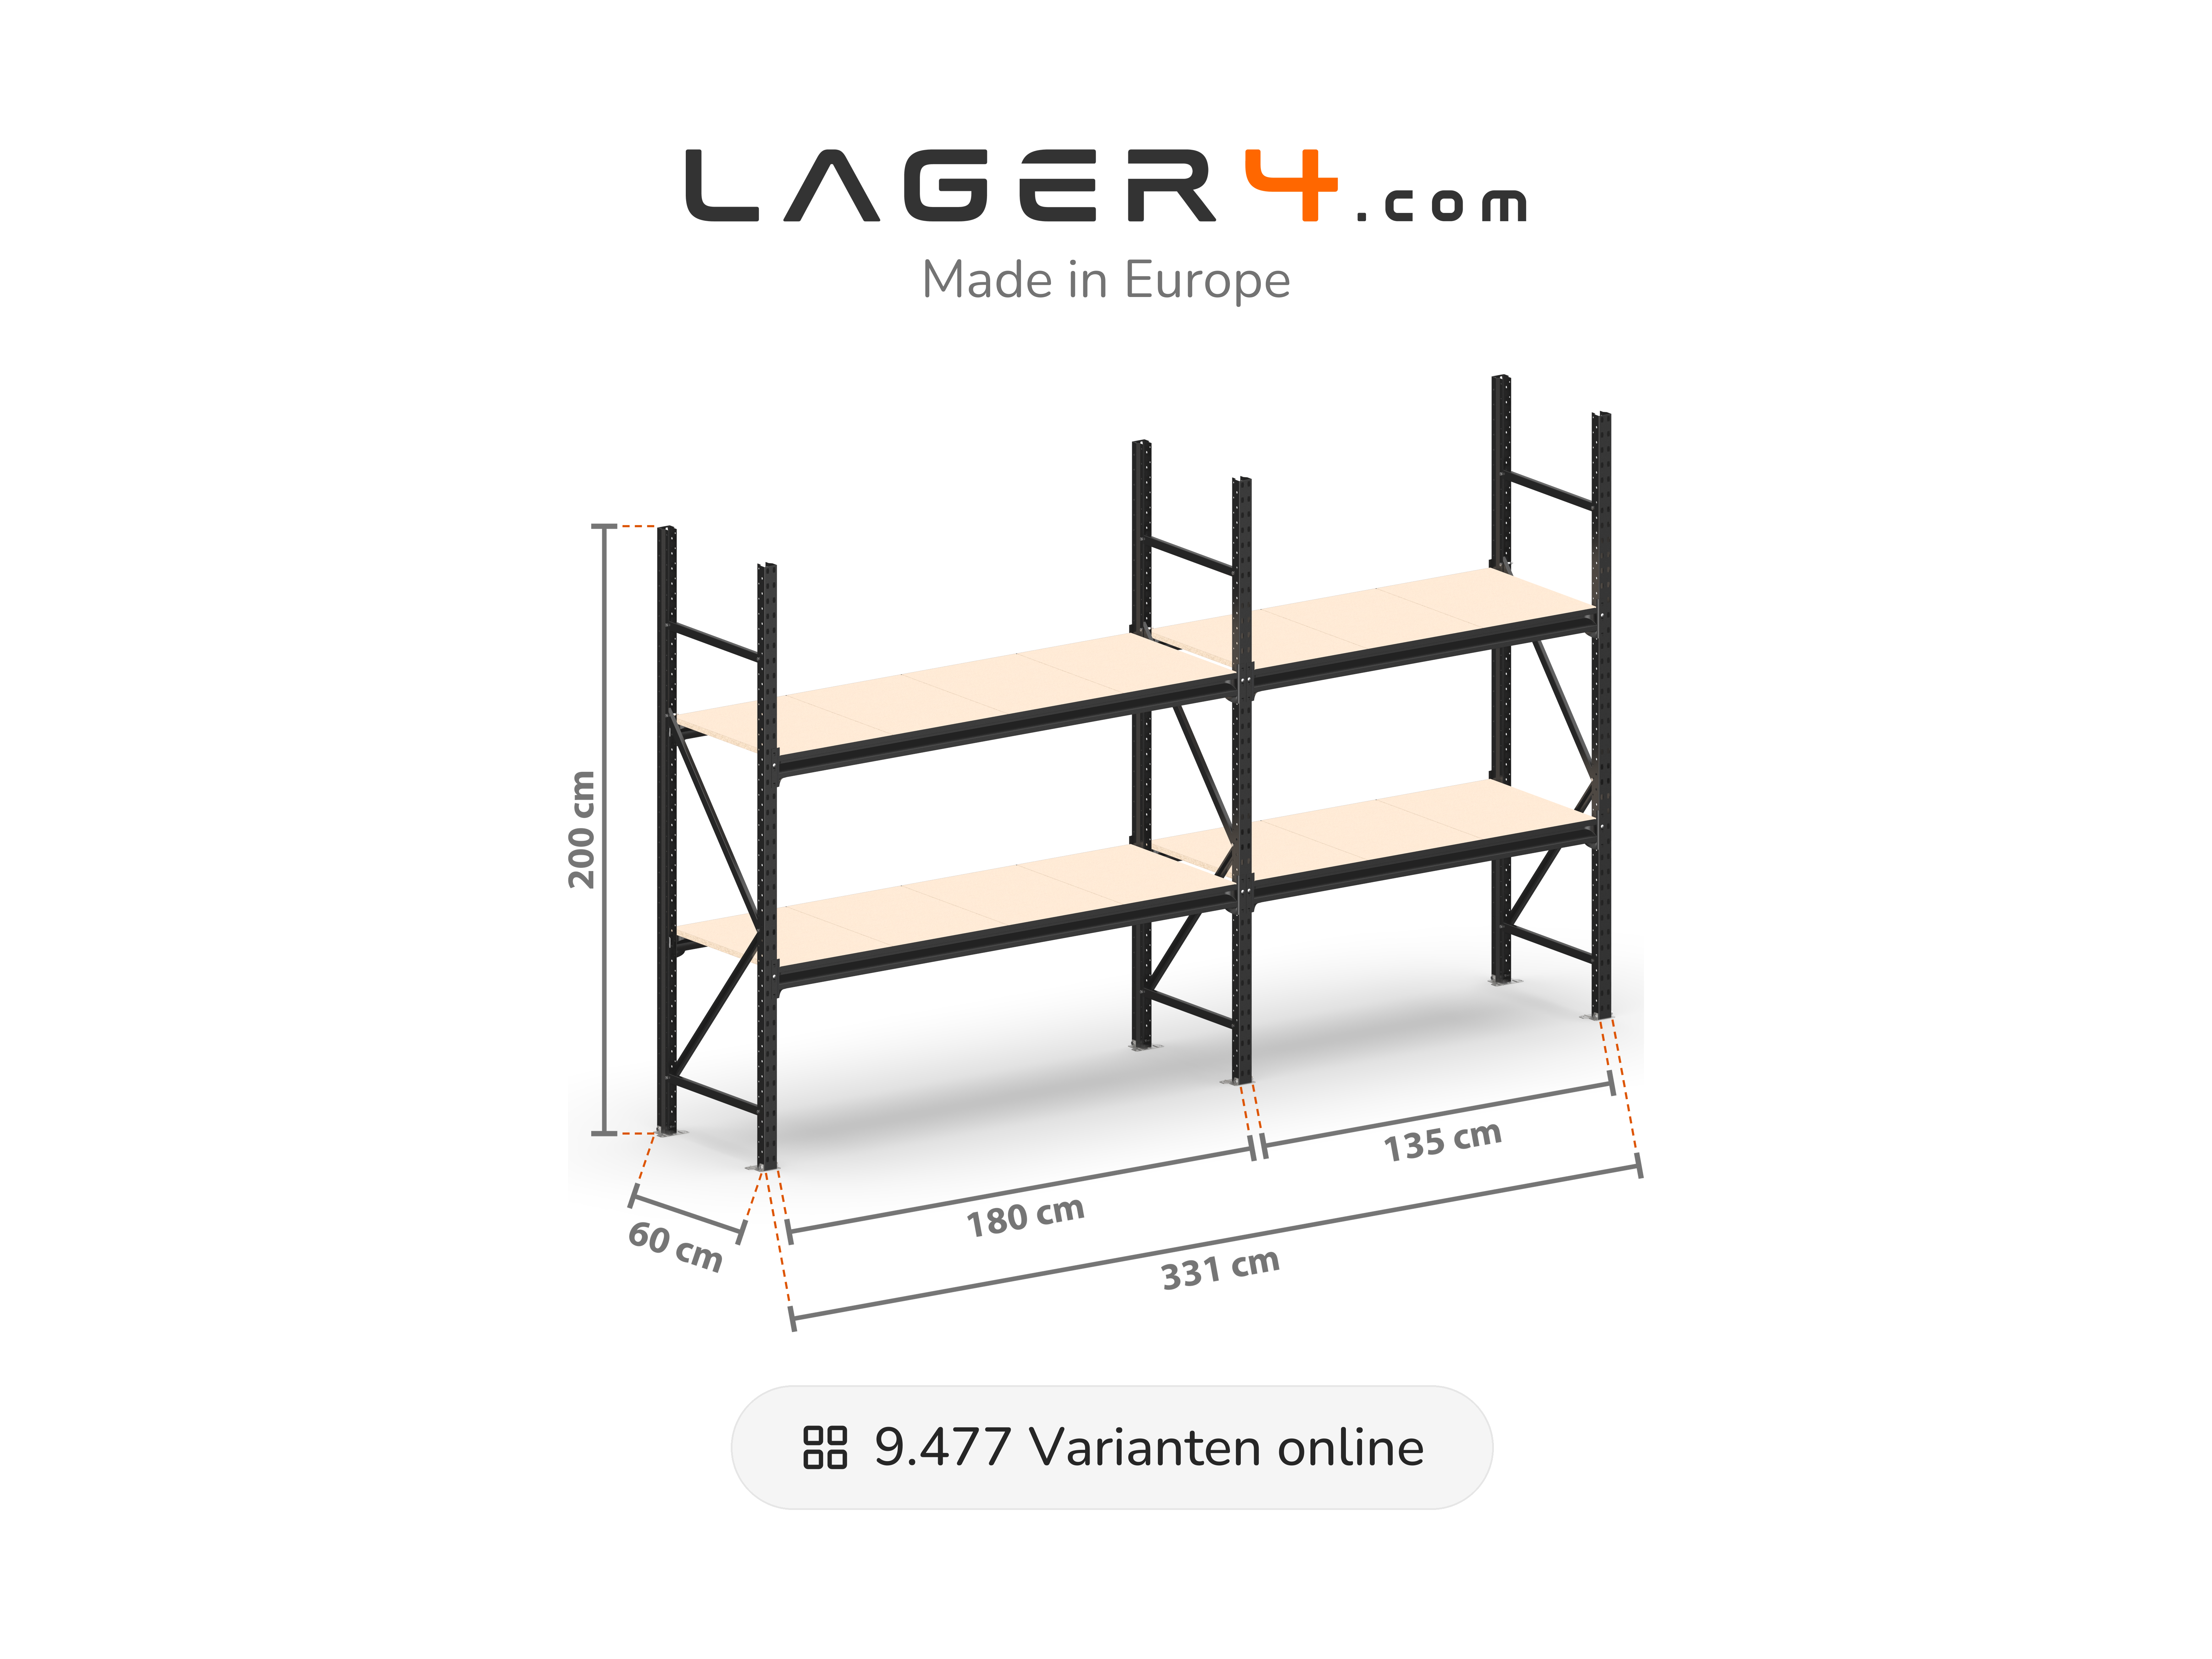 LAGER4.com
Made in Europe
200 cm
60 cm
180 cm
135 cm
331 cm
9.477 Varianten online